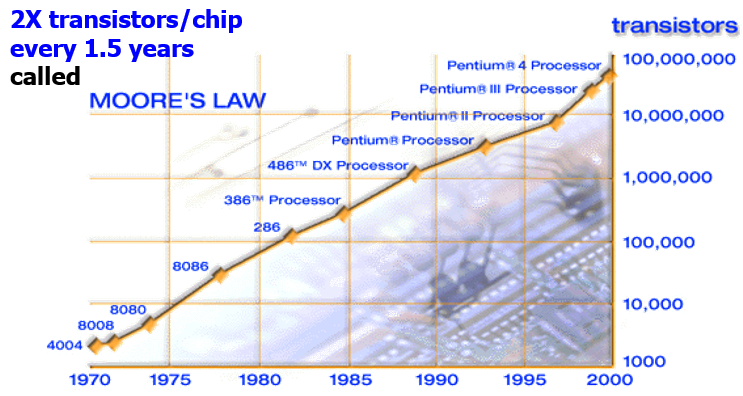 2X transistors/chip
every 1.5 years
called
transistors
MOORE'S LAW
Pentium® 4 Processor
100,000,000
Pentium® III Processor
Pentium® II Processor
10,000,000
Pentium® Processor
486™ DX Processor
1,000,000
386™ Processor
286
100,000
8086
8080
10,000
8008
4004
1000
1970
1975
1980
1985
1990
1995
2000